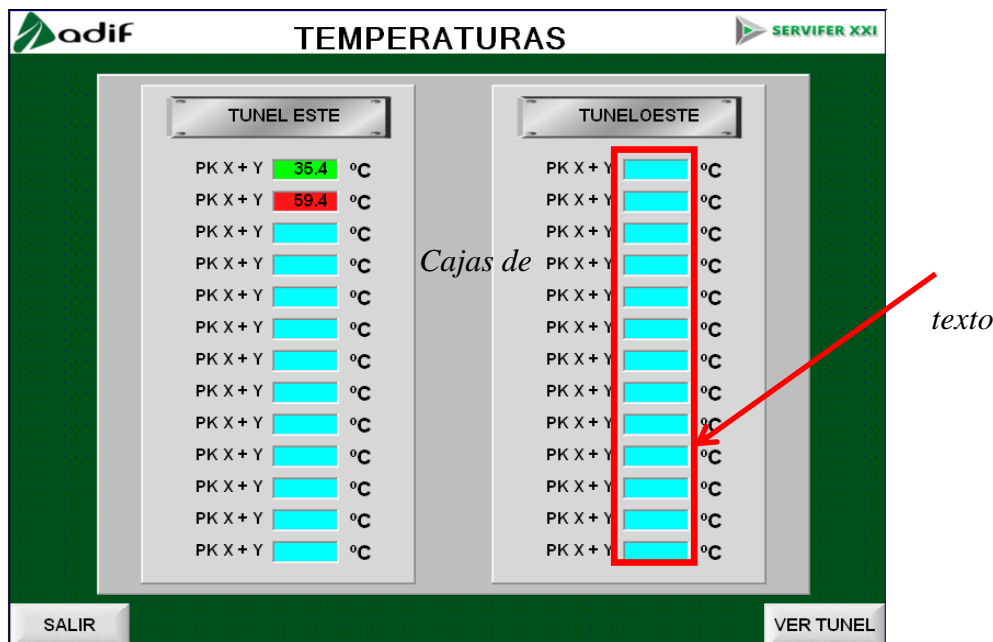 adif
TEMPERATURAS
SERVIFER XXI
TUNEL ESTE
PK X + Y 35.4 ºC
PK X + Y 59.4 ºC
PK X + Y ºC
PK X + Y ºC
PK X + Y ºC
PK X + Y ºC
PK X + Y ºC
PK X + Y ºC
PK X + Y ºC
PK X + Y ºC
PK X + Y ºC
PK X + Y ºC
PK X + Y ºC
TUNELOESTE
PK X + Y ºC
PK X + Y ºC
PK X + Y ºC
PK X + Y ºC
PK X + Y ºC
PK X + Y ºC
PK X + Y ºC
PK X + Y ºC
PK X + Y ºC
PK X + Y ºC
PK X + Y ºC
PK X + Y ºC
PK X + Y ºC
Cajas de
texto
SALIR
VER TUNEL